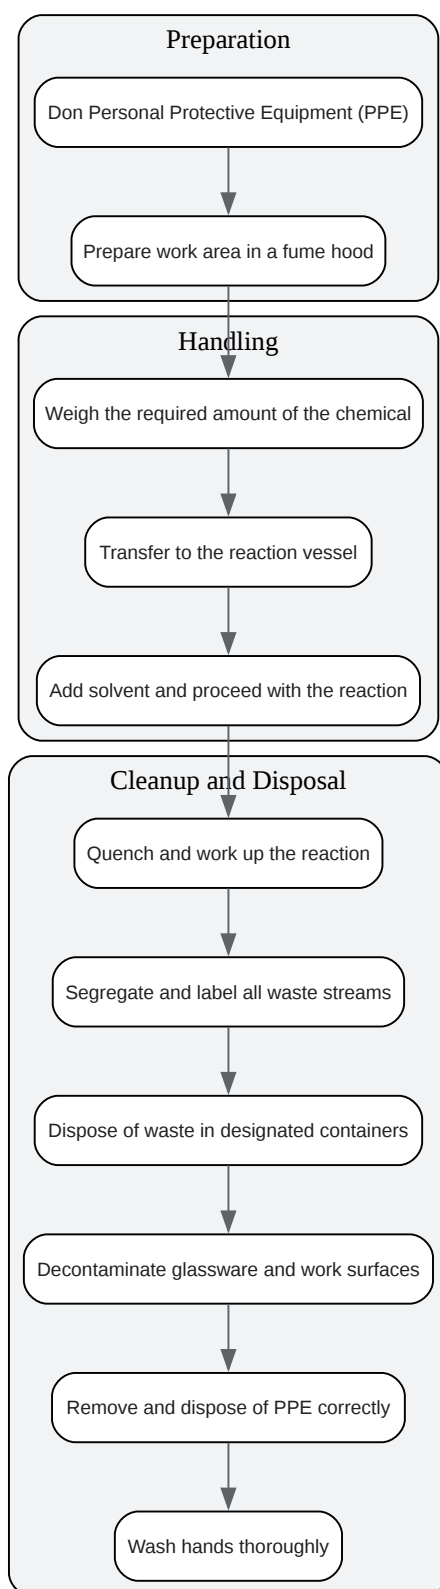 Preparation
Don Personal Protective Equipment (PPE)
Prepare work area in a fume hood
Handling
Weigh the required amount of the chemical
Transfer to the reaction vessel
Add solvent and proceed with the reaction
Cleanup and Disposal
Quench and work up the reaction
Segregate and label all waste streams
Dispose of waste in designated containers
Decontaminate glassware and work surfaces
Remove and dispose of PPE correctly
Wash hands thoroughly